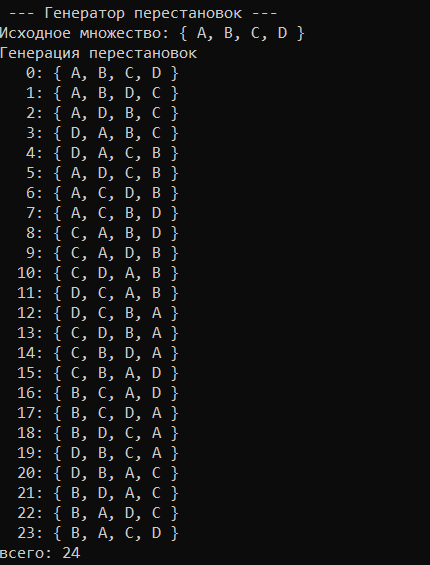 --- Генератор перестановок ---
Исходное множество: { A, B, C, D }
Генерация перестановок
0: { A, B, C, D }
1: { A, B, D, C }
2: { A, D, B, C }
3: { D, A, B, C }
4: { D, A, C, B }
5: { A, D, C, B }
6: { A, C, D, B }
7: { A, C, B, D }
8: { C, A, B, D }
9: { C, A, D, B }
10: { C, D, A, B }
11: { D, C, A, B }
12: { D, C, B, A }
13: { C, D, B, A }
14: { C, B, D, A }
15: { C, B, A, D }
16: { B, C, A, D }
17: { B, C, D, A }
18: { B, D, C, A }
19: { D, B, C, A }
20: { D, B, A, C }
21: { B, D, A, C }
22: { B, A, D, C }
23: { B, A, C, D }
всего: 24